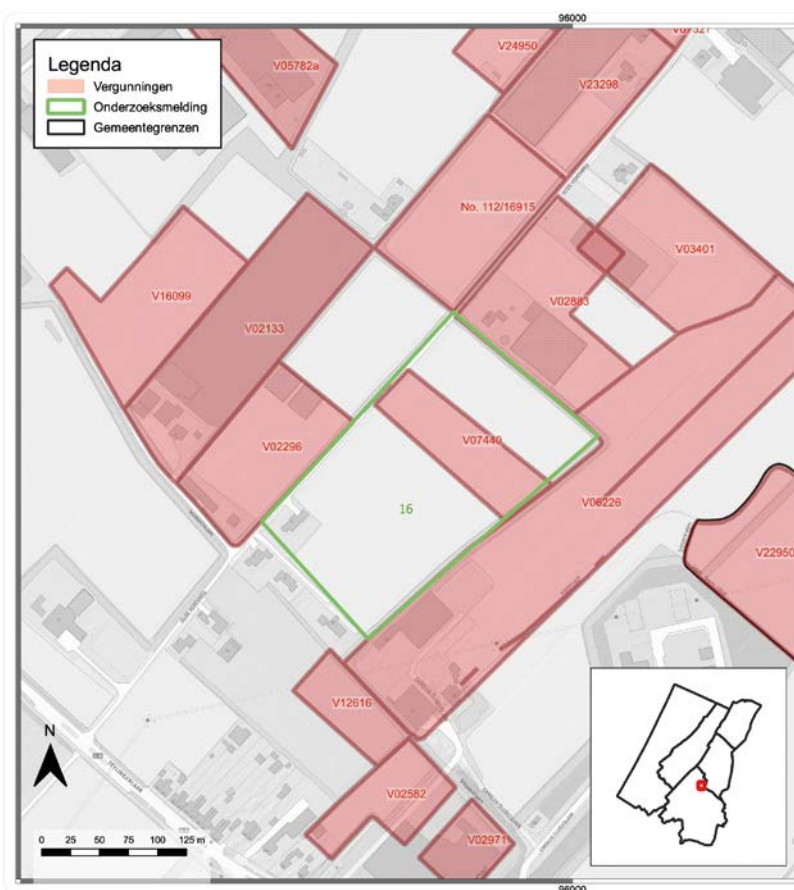 96000
Legenda
Vergunningen
Onderzoeksmelding
Gemeentegrenzen
V05782a
V24950
V07327
V23298
No. 112/16915
V03401
V16099
V02883
V02133
V07440
V02296
V06226
16
V22950
V12616
V02582
V02971
N
0 25 50 75 100 125 m
96000